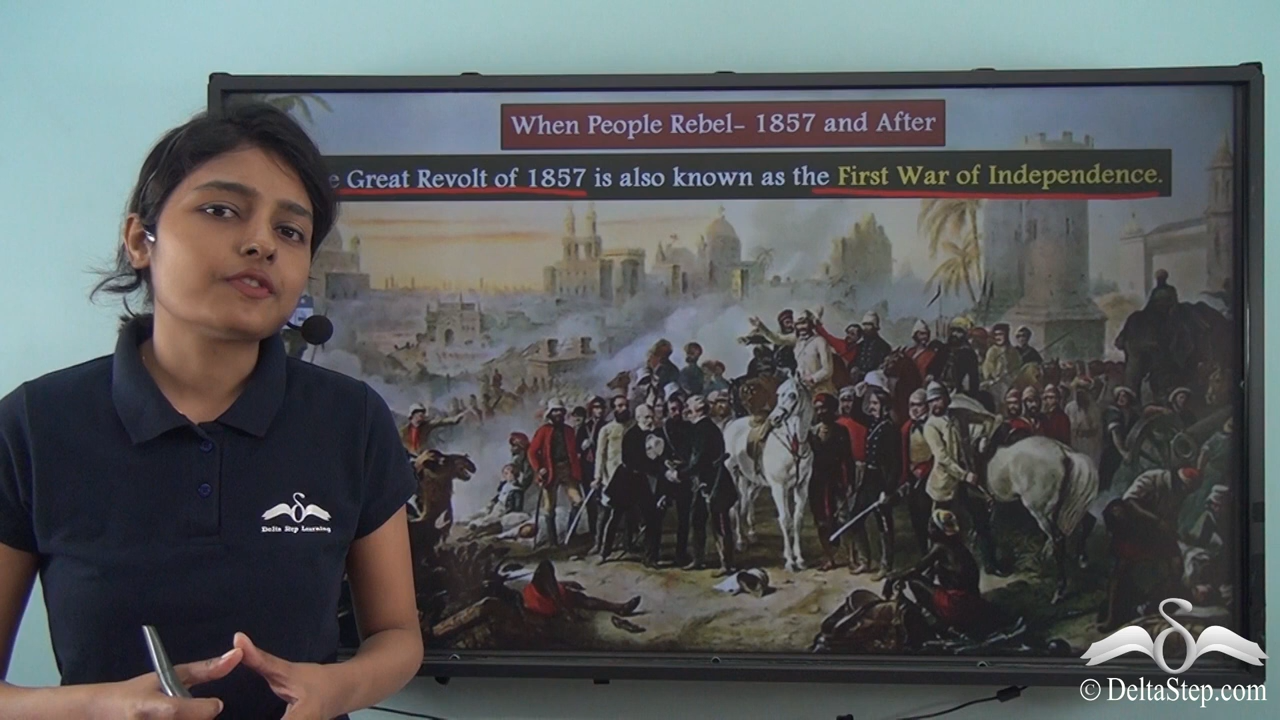 When People Rebel– 1857 and After
e Great Revolt of 1857 is also known as the First War of Independence.
Delta Step Learning
© DeltaStep.com